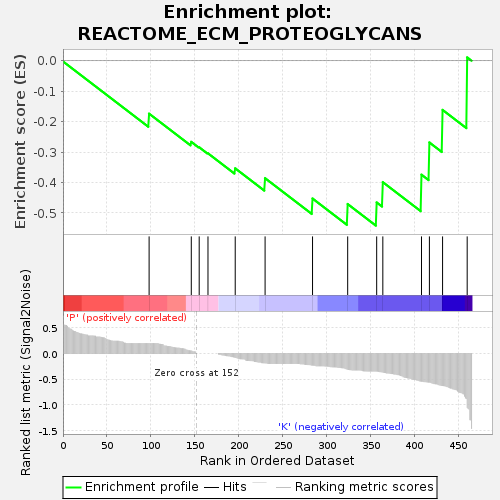 Enrichment plot:
REACTOME_ECM_PROTEOGLYCANS
Enrichment score (ES)
0.0
-0.1
-0.2
-0.3
-0.4
-0.5
Ranked list metric (Signal2Noise)
'P' (positively correlated)
0.5
0.0
-0.5
-1.0
-1.5
Zero cross at 152
'K' (negatively correlated)
0 50 100 150 200 250 300 350 400 450
Rank in Ordered Dataset
Enrichment profile Hits Ranking metric scores